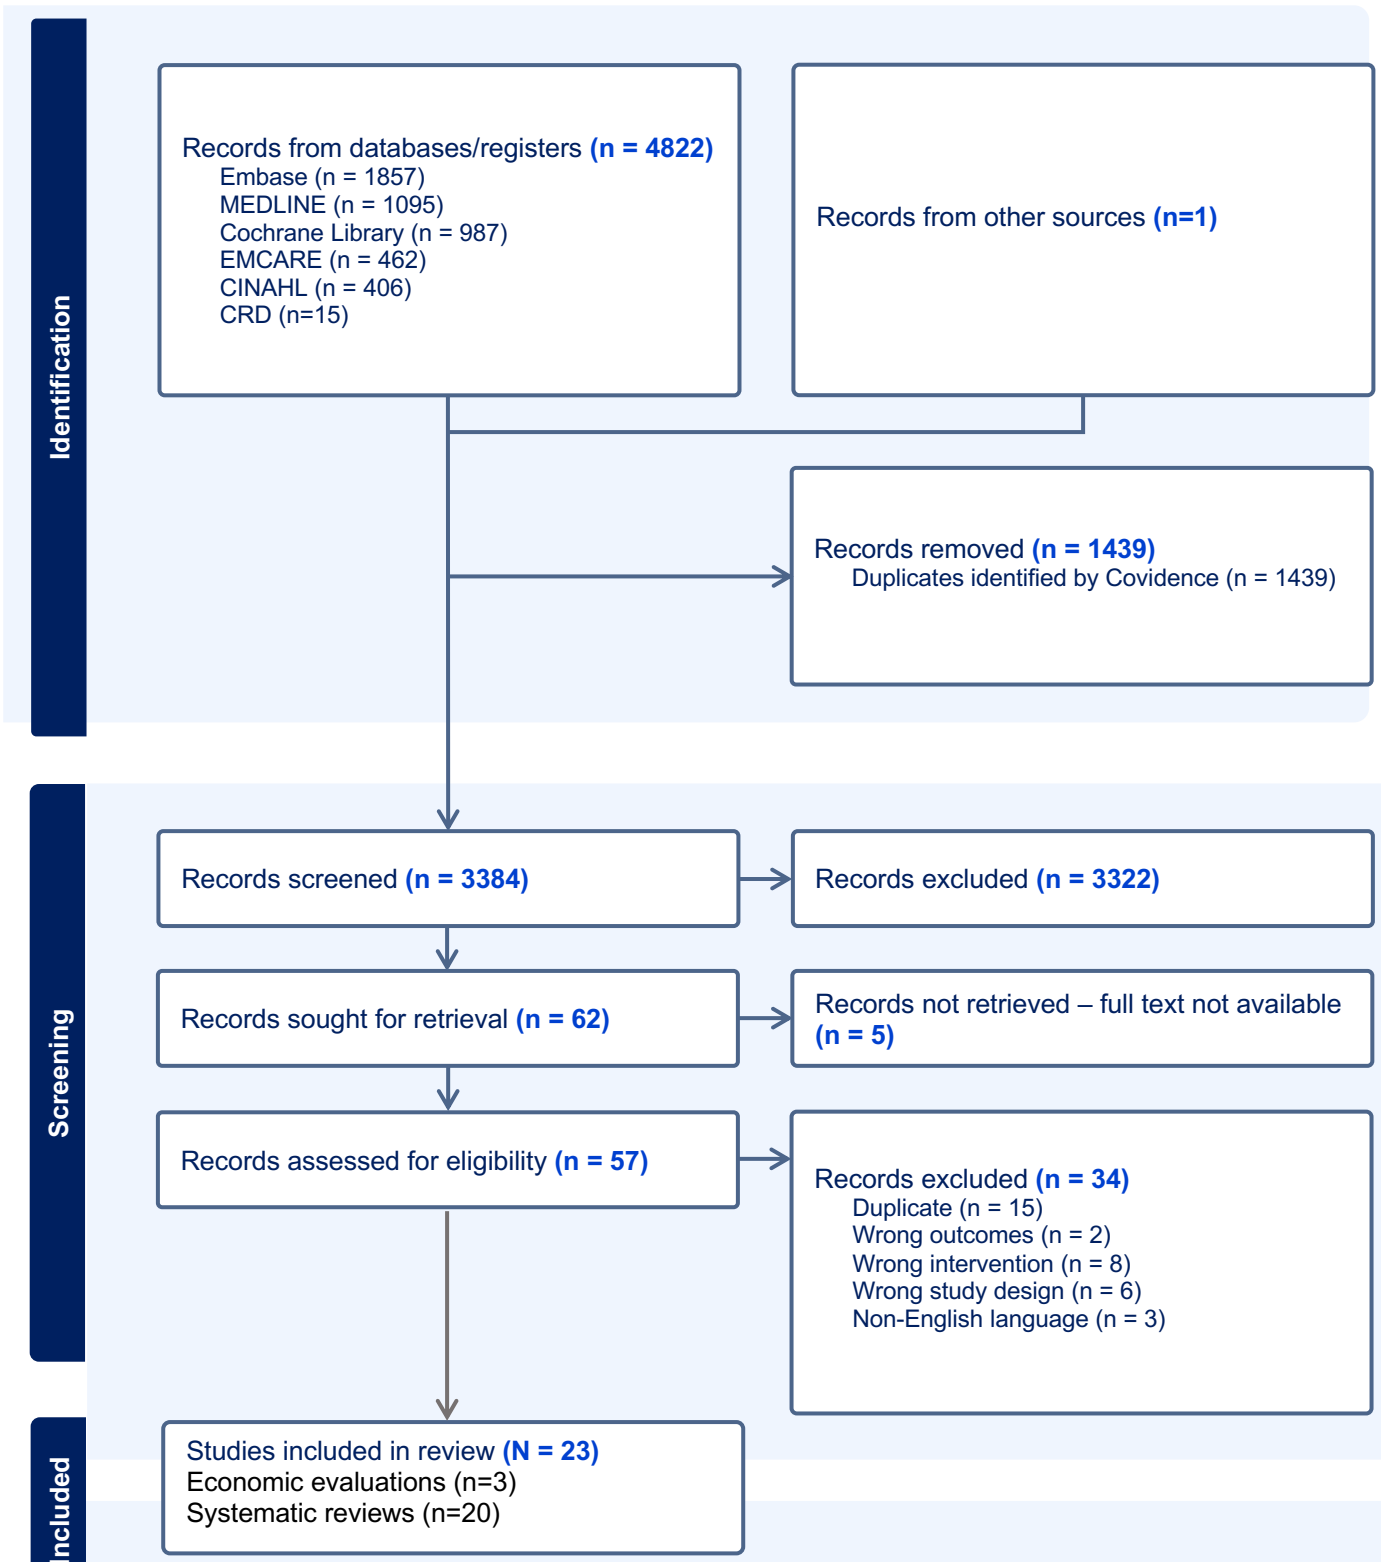 Identification
Records from databases/registers (n = 4822)
Embase (n = 1857)
MEDLINE (n = 1095)
Cochrane Library (n = 987)
EMCARE (n = 462)
CINAHL (n = 406)
CRD (n=15)
Records from other sources (n=1)
Records removed (n = 1439)
Duplicates identified by Covidence (n = 1439)
Screening
Records screened (n = 3384)
Records excluded (n = 3322)
Records sought for retrieval (n = 62)
Records not retrieved – full text not available
(n = 5)
Records assessed for eligibility (n = 57)
Records excluded (n = 34)
Duplicate (n = 15)
Wrong outcomes (n = 2)
Wrong intervention (n = 8)
Wrong study design (n = 6)
Non-English language (n = 3)
Included
Studies included in review (N = 23)
Economic evaluations (n=3)
Systematic reviews (n=20)